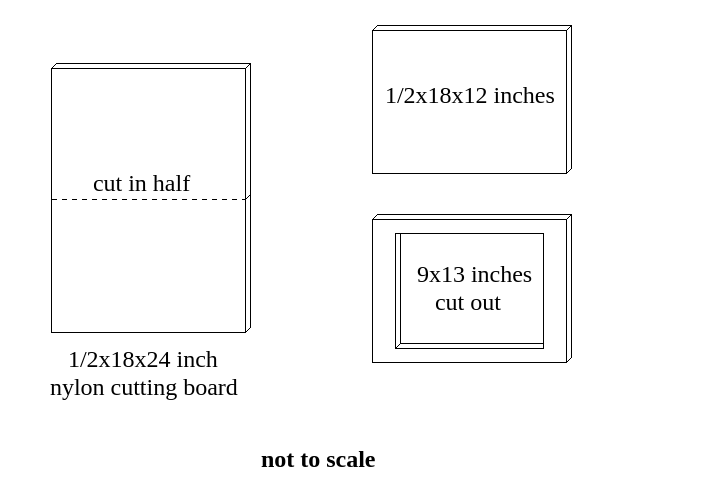 cut in half
1/2x18x24 inch
nylon cutting board
1/2x18x12 inches
9x13 inches
cut out
not to scale